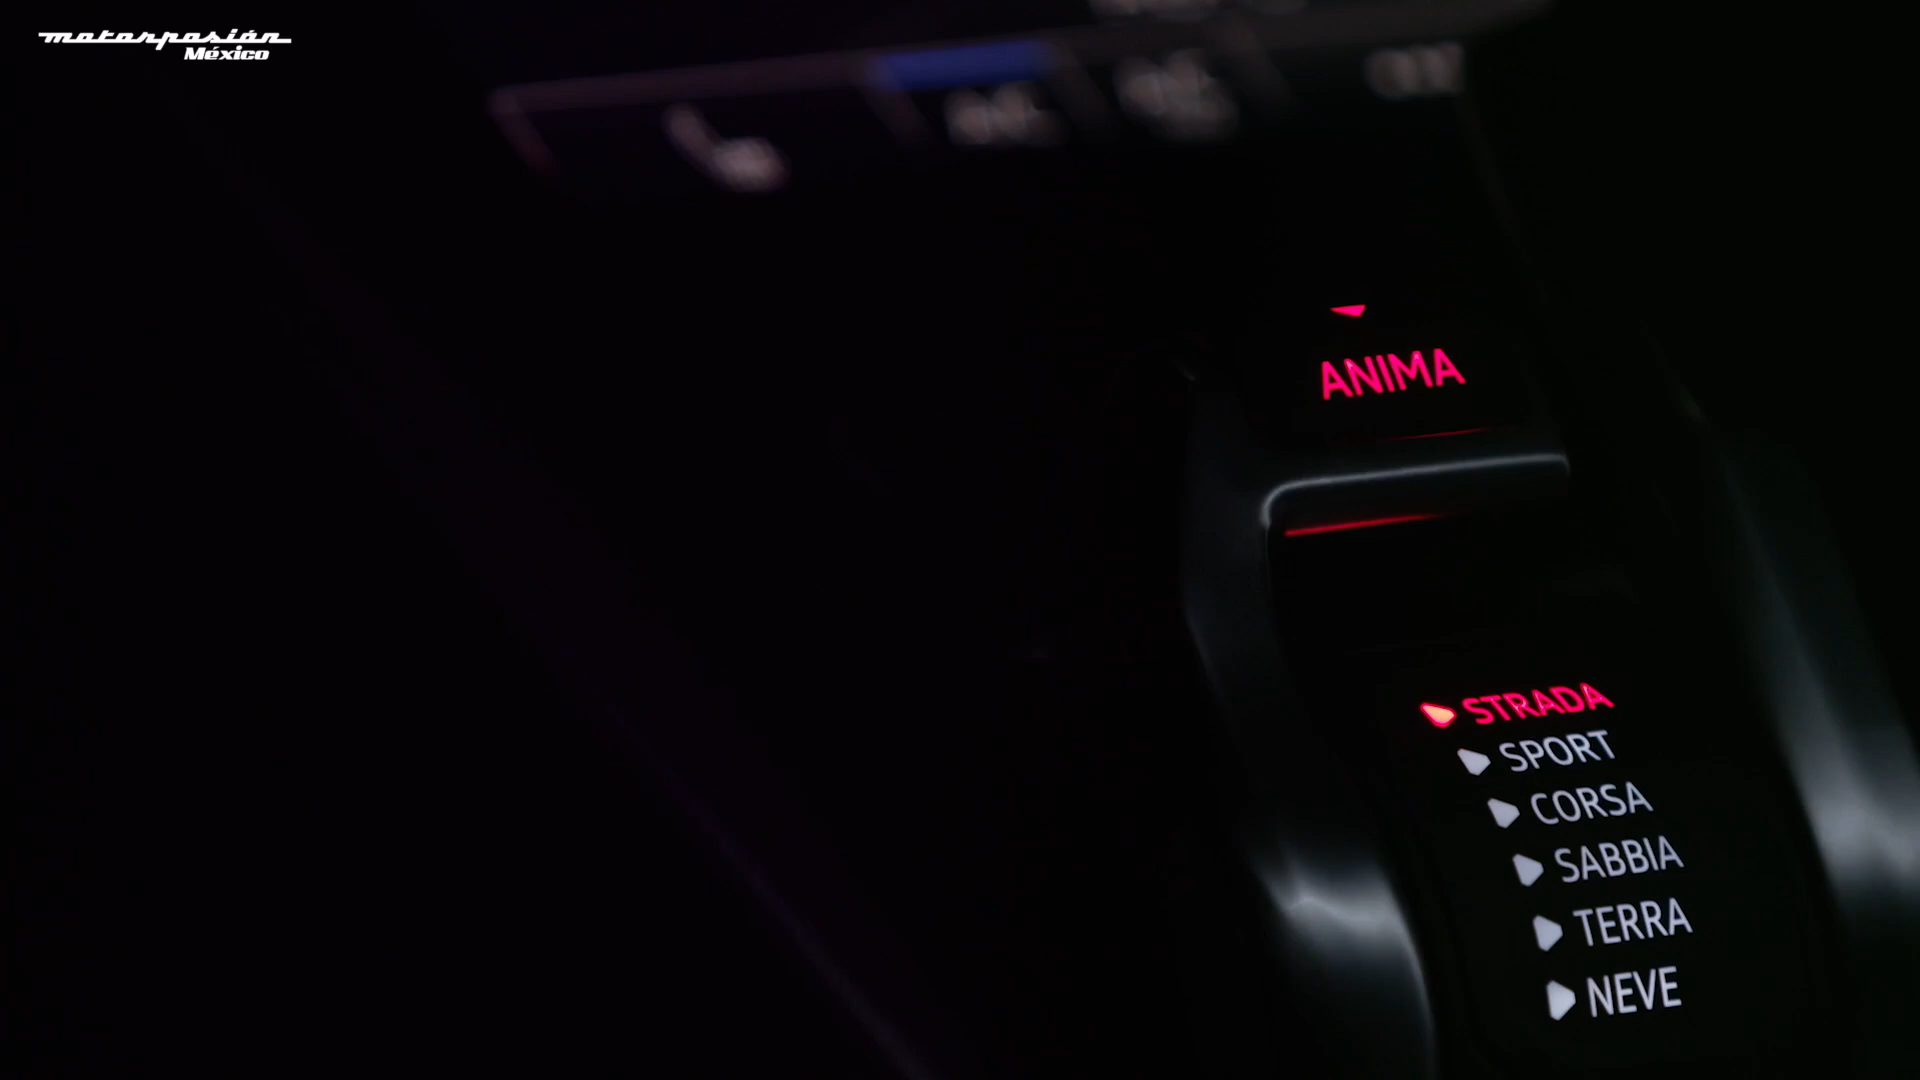 motorpasión
México
ANIMA
STRADA
SPORT
CORSA
SABBIA
TERRA
NEVE